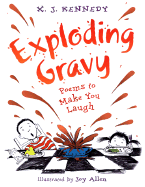 X. J. KENNEDY
Exploding
Gravy
Poems to
Make You
Laugh
Illustrated by Joy Allen